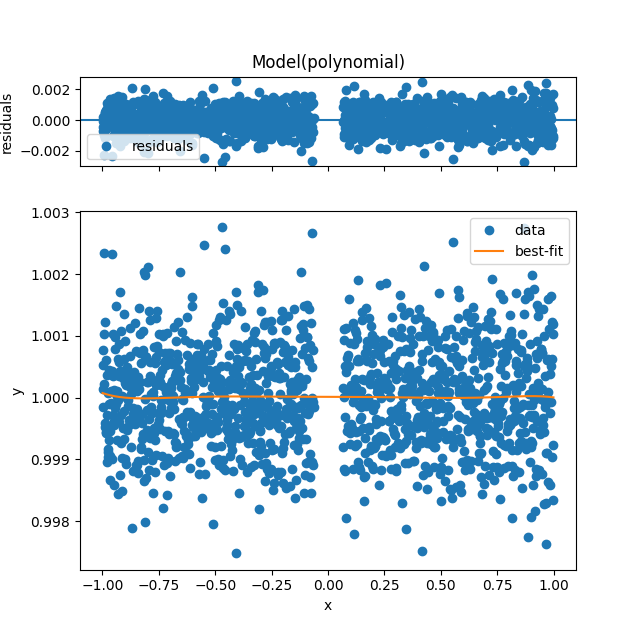 Model(polynomial)
residuals
0.002
0.000
−0.002
residuals
y
1.003
1.002
1.001
1.000
0.999
0.998
data
best-fit
−1.00 −0.75 −0.50 −0.25 0.00 0.25 0.50 0.75 1.00
x